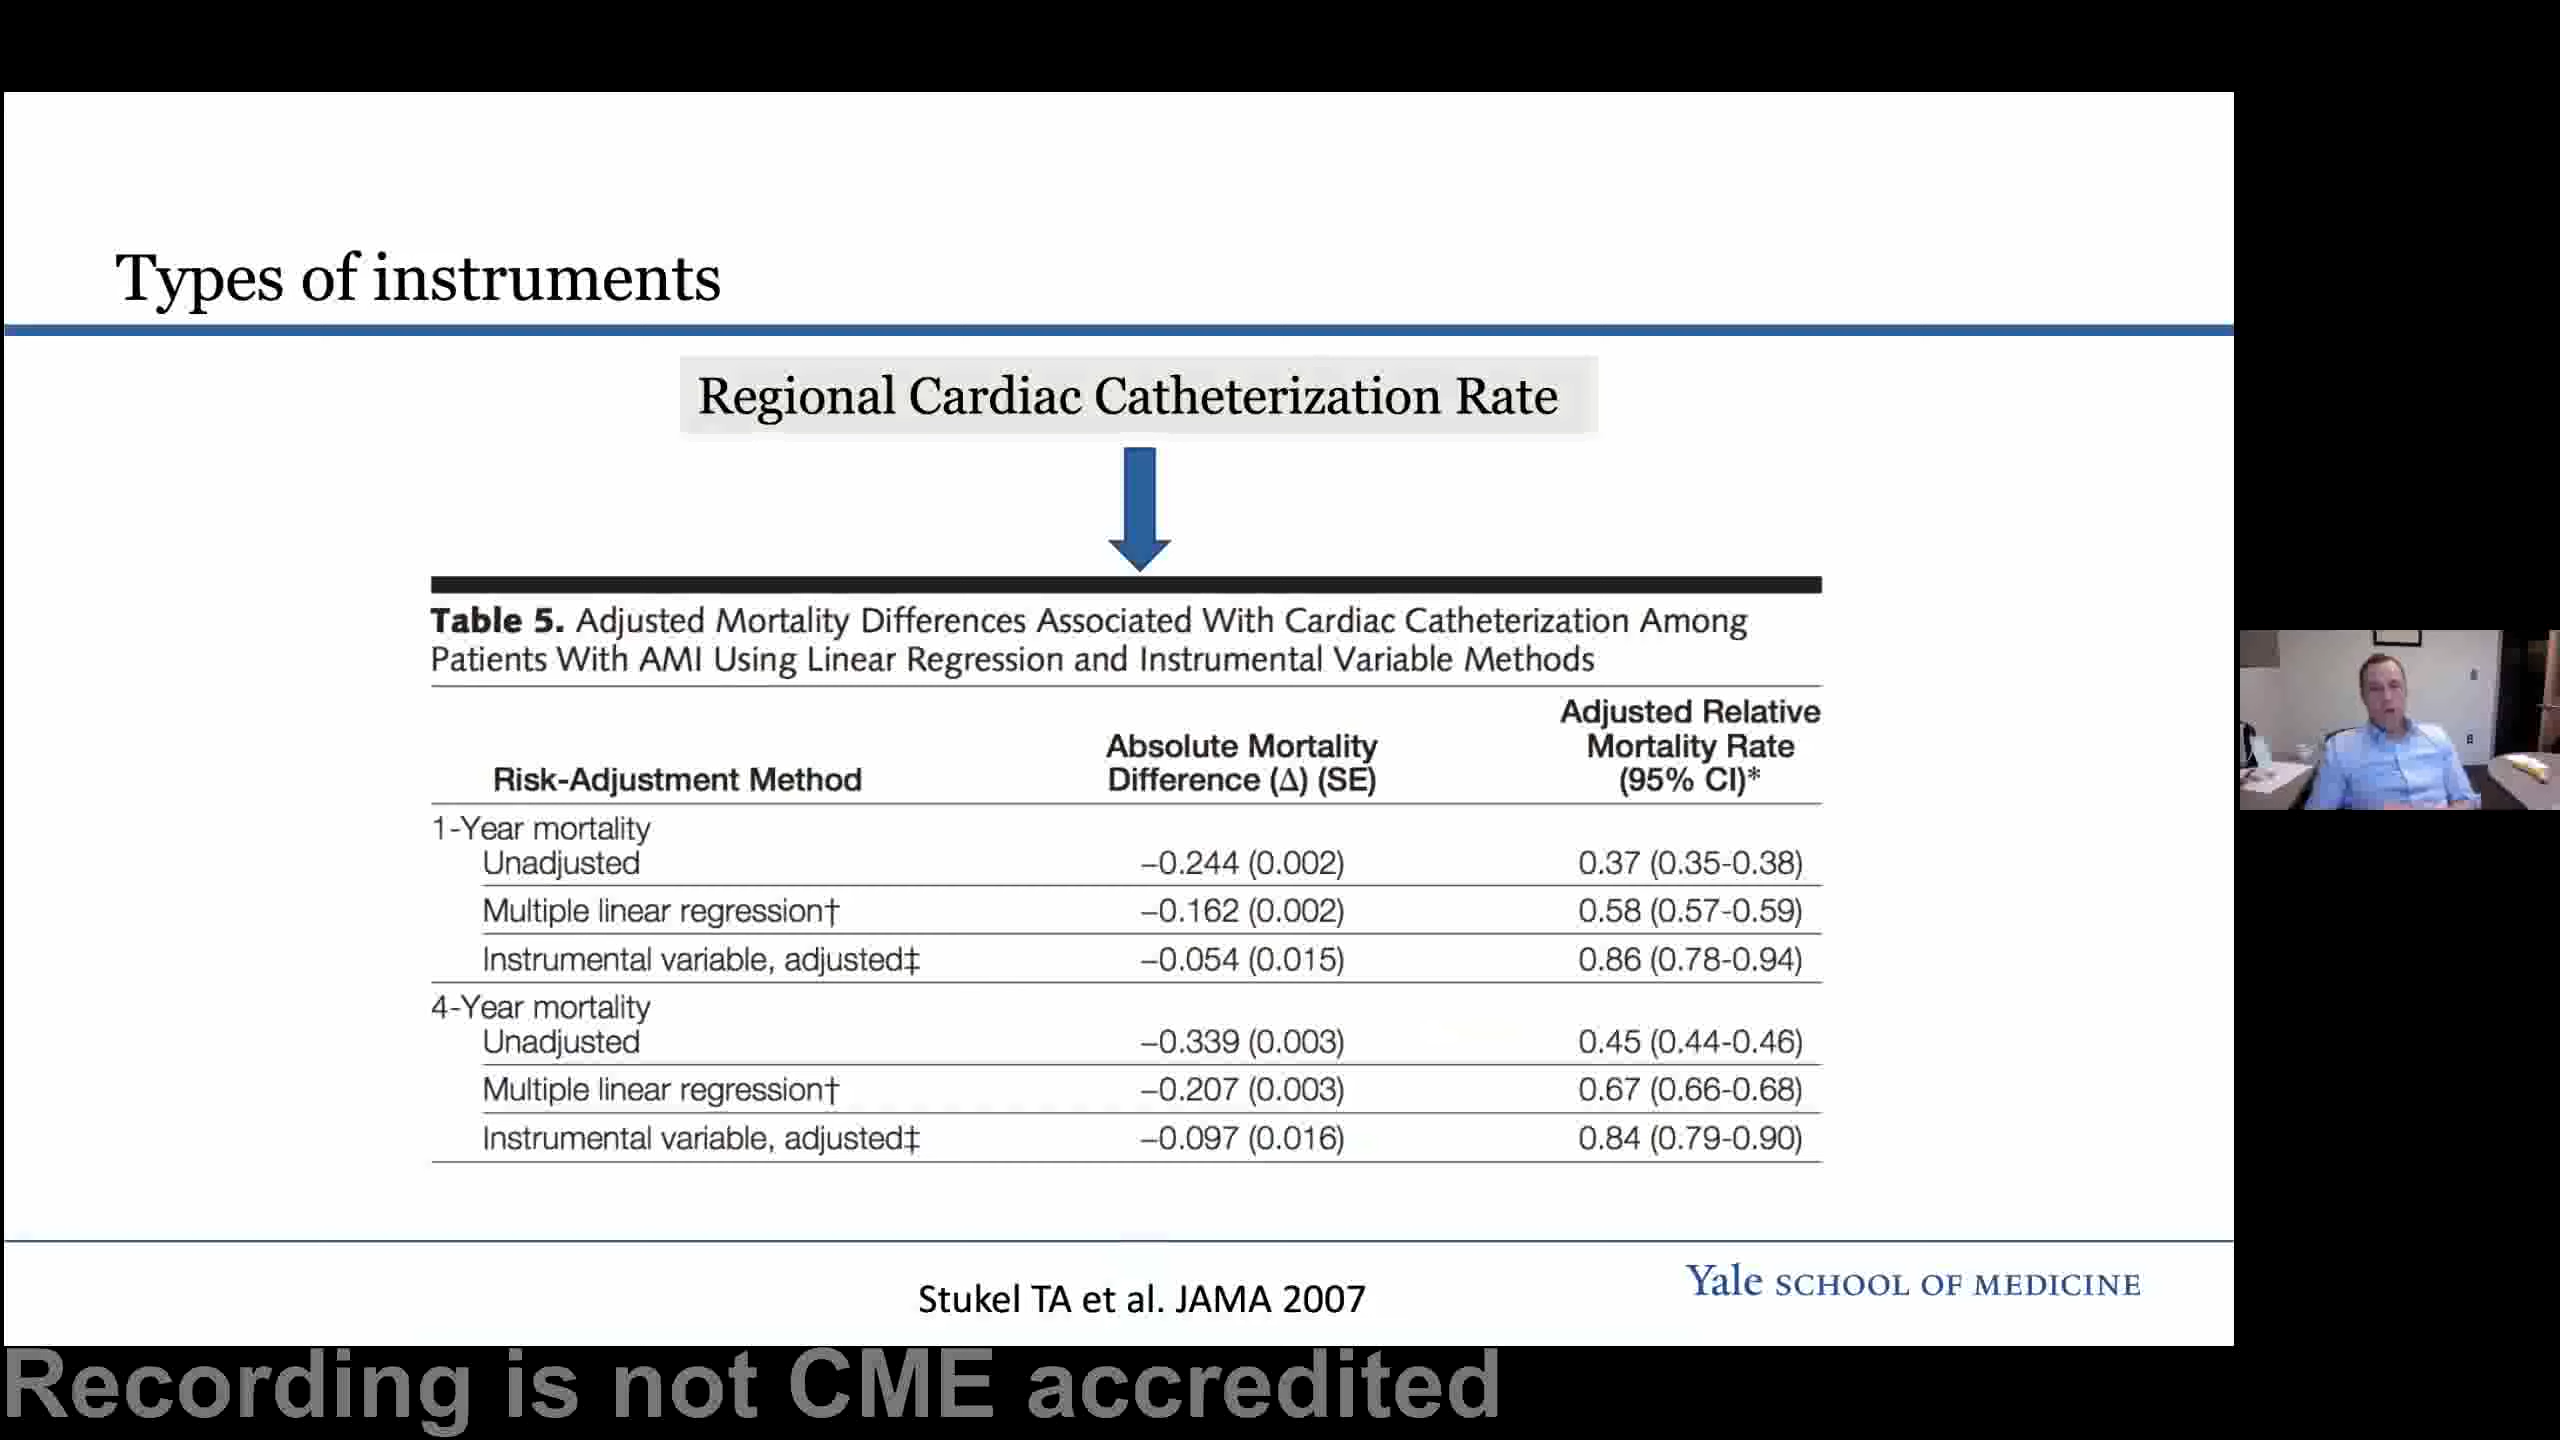 Types of instruments
Regional Cardiac Catheterization Rate
Table 5. Adjusted Mortality Differences Associated With Cardiac Catheterization Among
Patients With AMI Using Linear Regression and Instrumental Variable Methods
Risk-Adjustment Method
Absolute Mortality
Difference (Δ) (SE)
Adjusted Relative
Mortality Rate
(95% CI)*
1-Year mortality
Unadjusted –0.244 (0.002) 0.37 (0.35-0.38)
Multiple linear regression† –0.162 (0.002) 0.58 (0.57-0.59)
Instrumental variable, adjusted‡ –0.054 (0.015) 0.86 (0.78-0.94)
4-Year mortality
Unadjusted –0.339 (0.003) 0.45 (0.44-0.46)
Multiple linear regression† –0.207 (0.003) 0.67 (0.66-0.68)
Instrumental variable, adjusted‡ –0.097 (0.016) 0.84 (0.79-0.90)
Stukel TA et al. JAMA 2007
Yale SCHOOL OF MEDICINE
Recording is not CME accredited